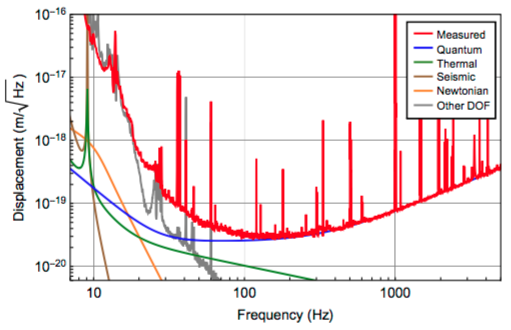 10⁻¹⁶
10⁻¹⁷
10⁻¹⁸
10⁻¹⁹
10⁻²⁰
Displacement (m/√Hz)
Measured
Quantum
Thermal
Seismic
Newtonian
Other DOF
10
100
1000
Frequency (Hz)